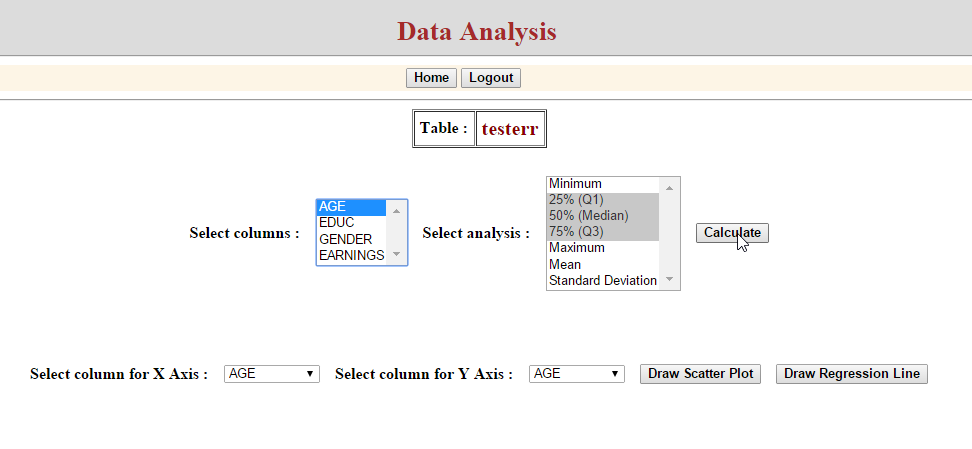 Data Analysis
Home Logout
Table : testerr
Select columns :
AGE
EDUC
GENDER
EARNINGS
Select analysis :
Minimum
25% (Q1)
50% (Median)
75% (Q3)
Maximum
Mean
Standard Deviation
Calculate
Select column for X Axis : AGE Select column for Y Axis : AGE Draw Scatter Plot Draw Regression Line